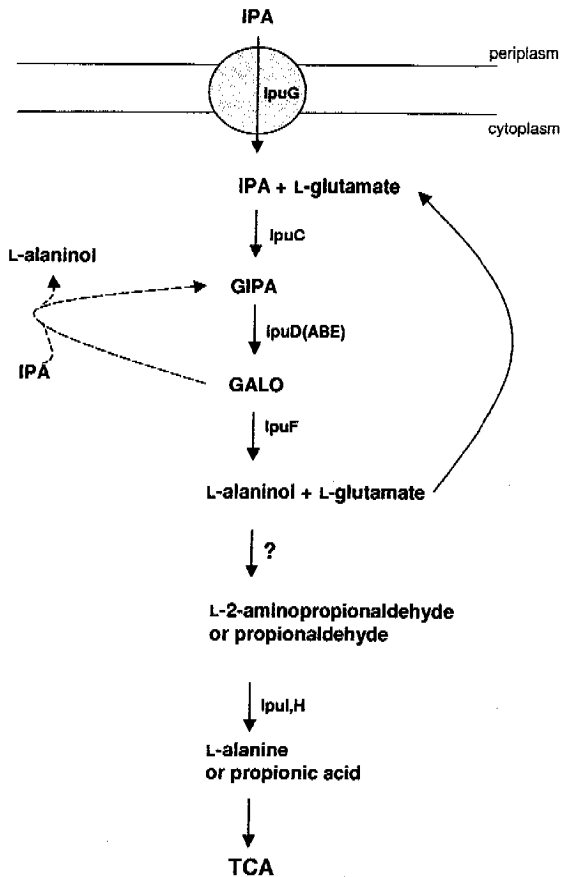 IPA
periplasm
IpuG
cytoplasm
IPA + L-glutamate
IpuC
L-alaninol
GIPA
IpuD(ABE)
IPA
GALO
IpuF
L-alaninol + L-glutamate
?
L-2-aminopropionaldehyde
or propionaldehyde
IpuI,H
L-alanine
or propionic acid
TCA